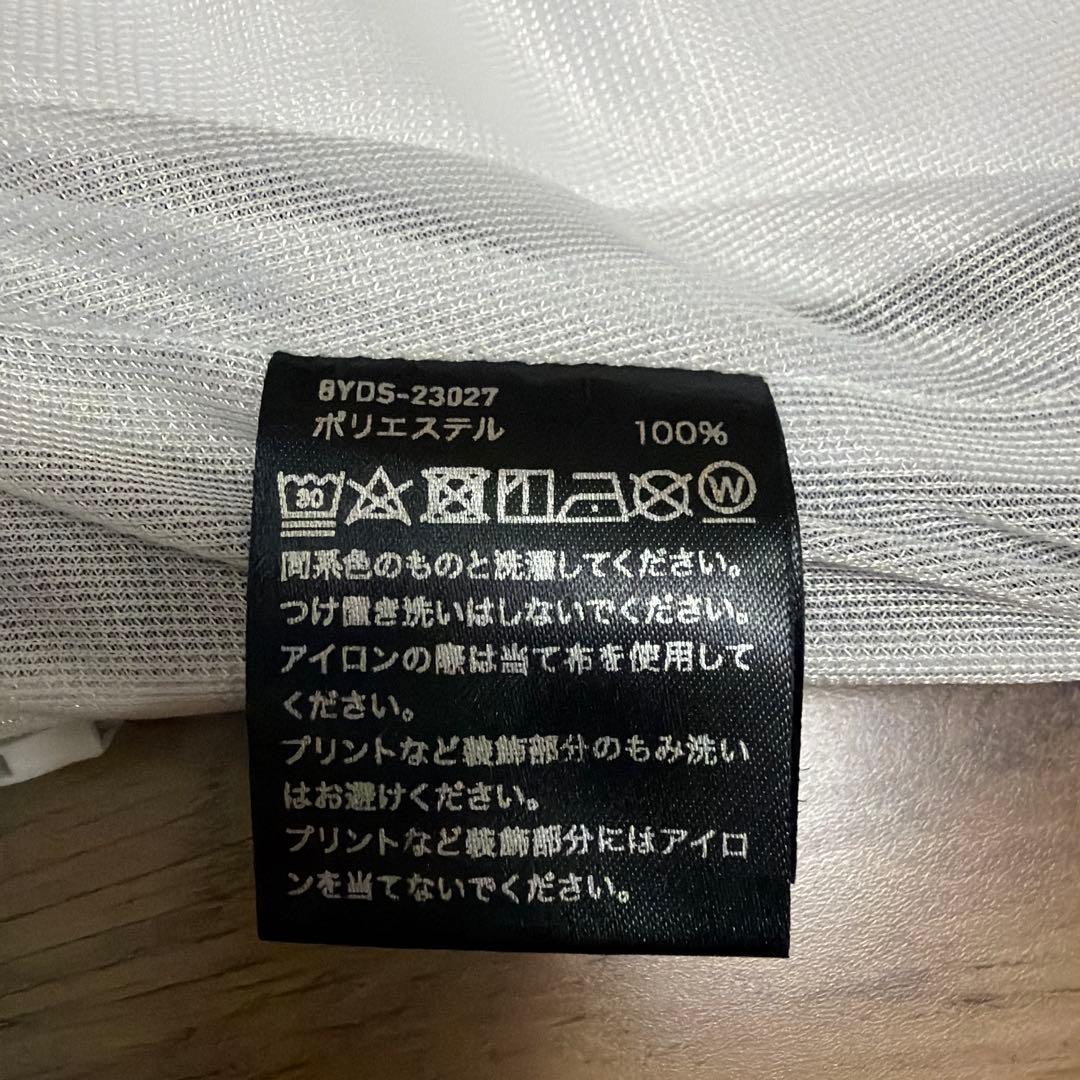 8YDS-23027
ポリエステル 100%
30 W
同系色のものと洗濯してください。
つけ置き洗いはしないでください。
アイロンの際は当て布を使用して
ください。
プリントなど装飾部分のもみ洗い
はお避けください。
プリントなど装飾部分にはアイロ
ンを当てないでください。